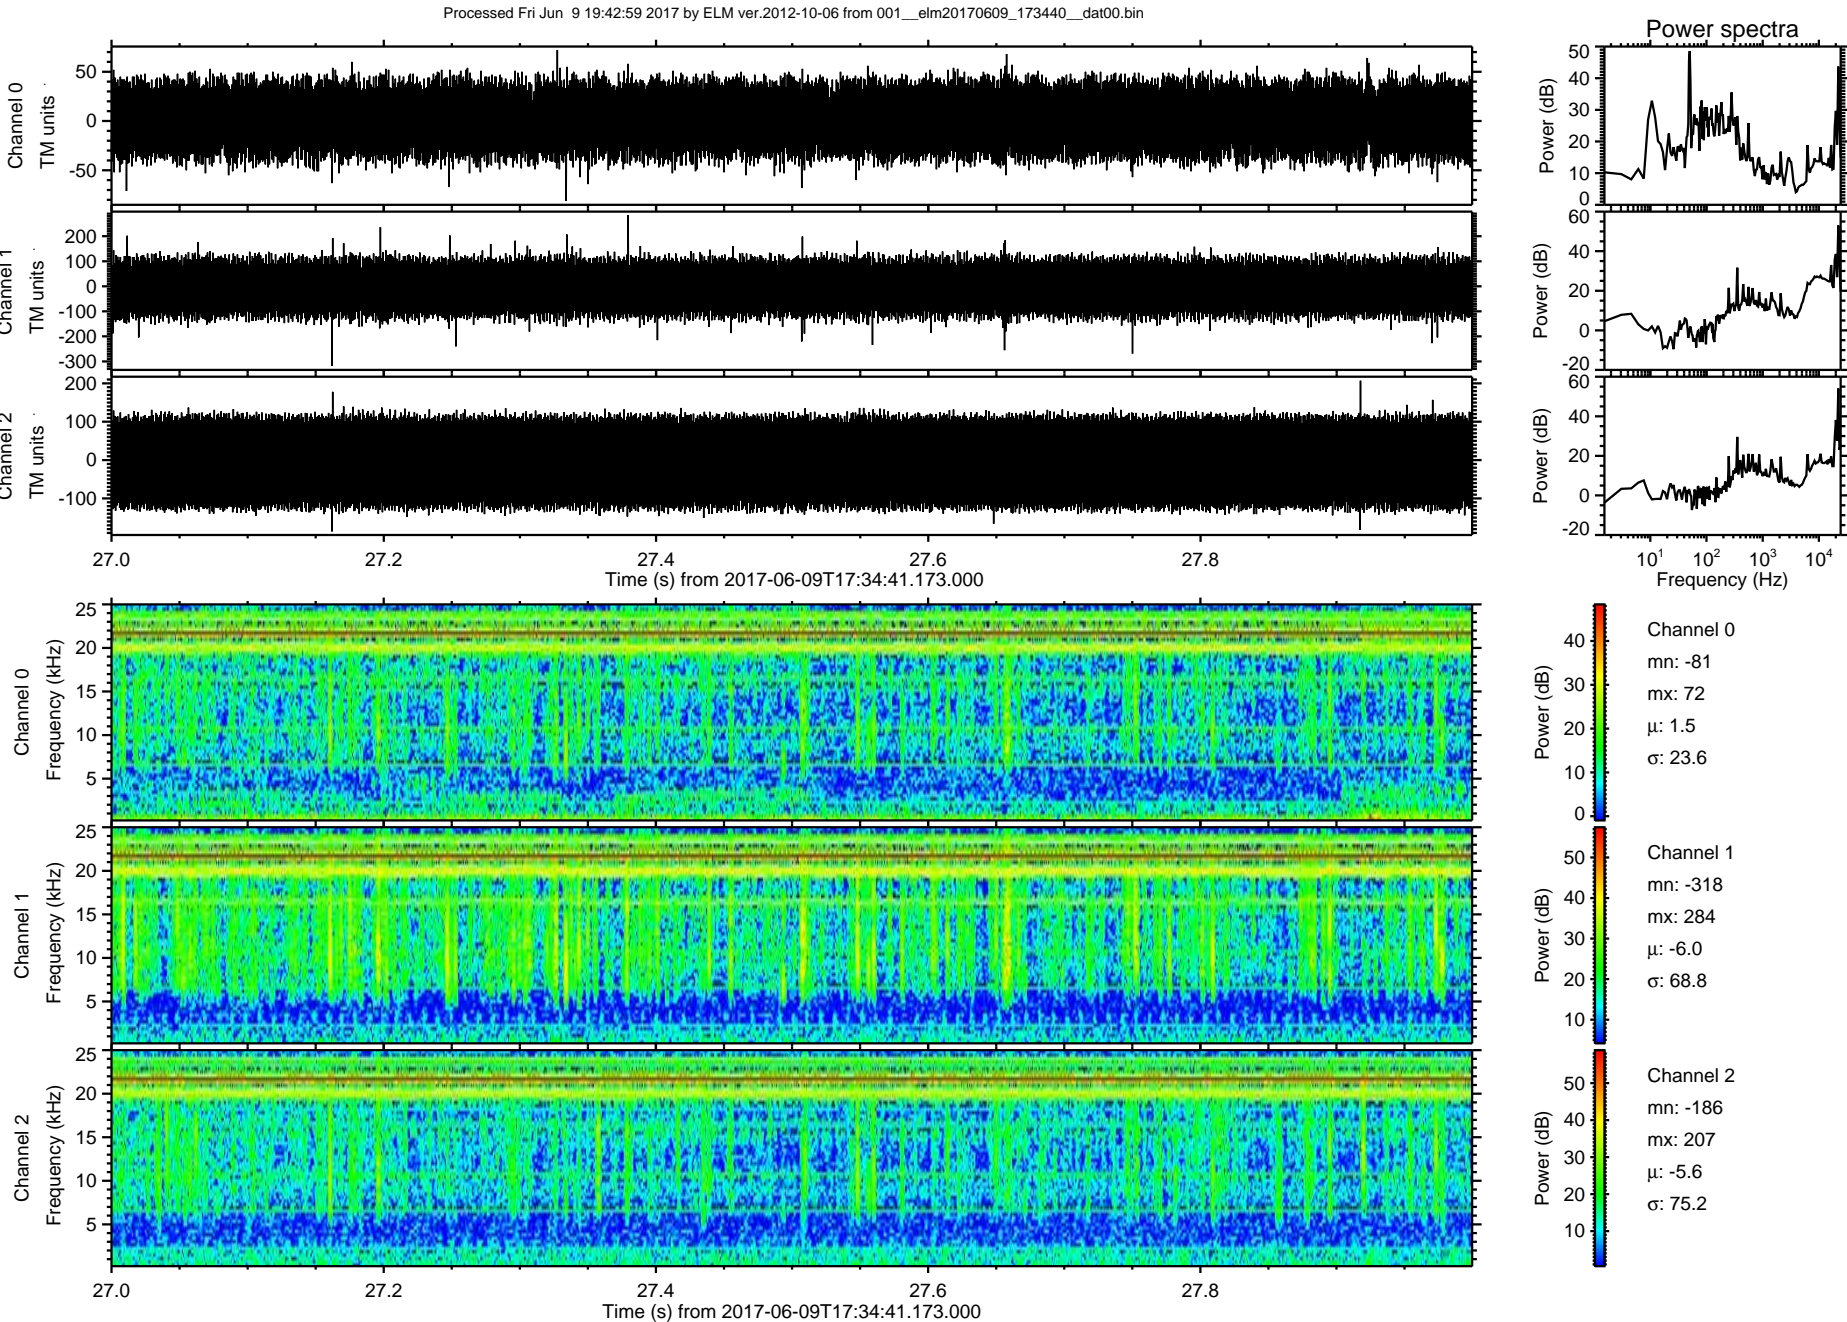 Processed Fri Jun  9 19:42:59 2017 by ELM ver.2012-10-06 from 001__elm20170609_173440__dat00.bin
Power spectra
Channel 0
TM units
50
0
-50
Power (dB)
50
40
30
20
10
0
Channel 1
TM units
200
100
0
-100
-200
-300
Power (dB)
60
40
20
0
-20
Channel 2
TM units
200
100
0
-100
Power (dB)
60
40
20
0
-20
27.0 27.2 27.4 27.6 27.8
Time (s) from 2017-06-09T17:34:41.173.000
10^1 10^2 10^3 10^4
Frequency (Hz)
Channel 0
Frequency (kHz)
25
20
15
10
5
Power (dB)
40
30
20
10
0
Channel 0
mn: -81
mx: 72
μ: 1.5
σ: 23.6
Channel 1
Frequency (kHz)
25
20
15
10
5
Power (dB)
50
40
30
20
10
Channel 1
mn: -318
mx: 284
μ: -6.0
σ: 68.8
Channel 2
Frequency (kHz)
25
20
15
10
5
Power (dB)
50
40
30
20
10
Channel 2
mn: -186
mx: 207
μ: -5.6
σ: 75.2
27.0 27.2 27.4 27.6 27.8
Time (s) from 2017-06-09T17:34:41.173.000